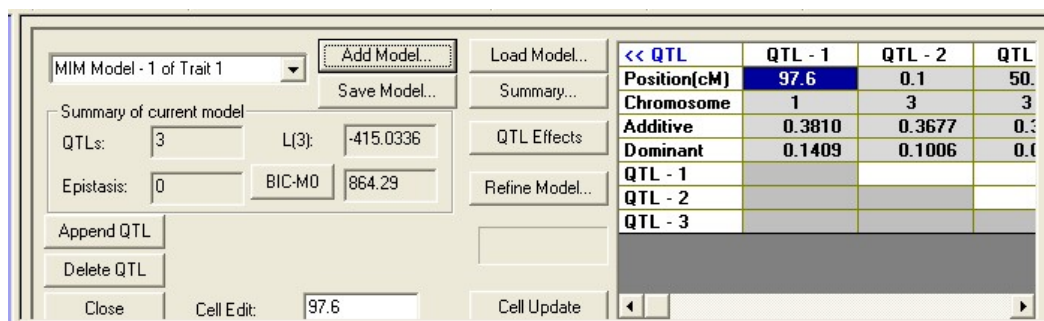 MIM Model - 1 of Trait 1
Add Model...
Save Model...
Load Model...
Summary...
Summary of current model
QTLs: 3 L(3): -415.0336
Epistasis: 0 BIC-M0 864.29
QTL Effects
Refine Model...
Append QTL
Delete QTL
Close Cell Edit: 97.6 Cell Update
<< QTL QTL - 1 QTL - 2 QTL
Position(cM) 97.6 0.1 50.
Chromosome 1 3 3
Additive 0.3810 0.3677
Dominant 0.1409 0.1006
QTL - 1
QTL - 2
QTL - 3